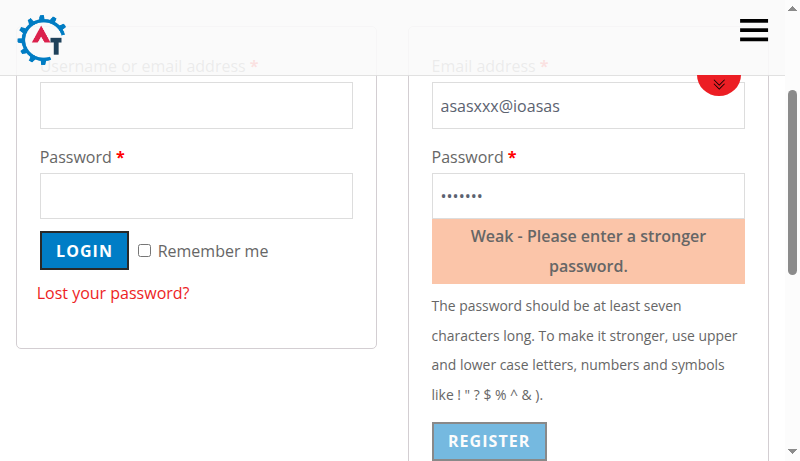 AT
Username or email address *
Password *
LOGIN
Remember me
Lost your password?
Email address *
asasxxx@ioasas
Password *
•••••••
Weak - Please enter a stronger
password.
The password should be at least seven
characters long. To make it stronger, use upper
and lower case letters, numbers and symbols
like ! " ? $ % ^ & ).
REGISTER